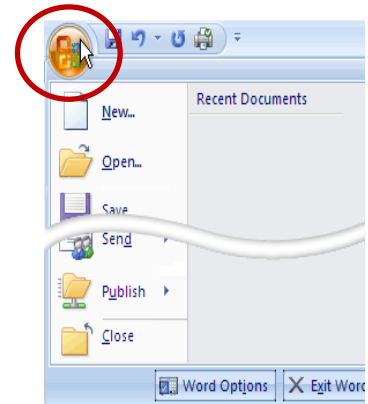 New...
Recent Documents
Open...
Save
Send
Publish
Close
Word Options
Exit Word